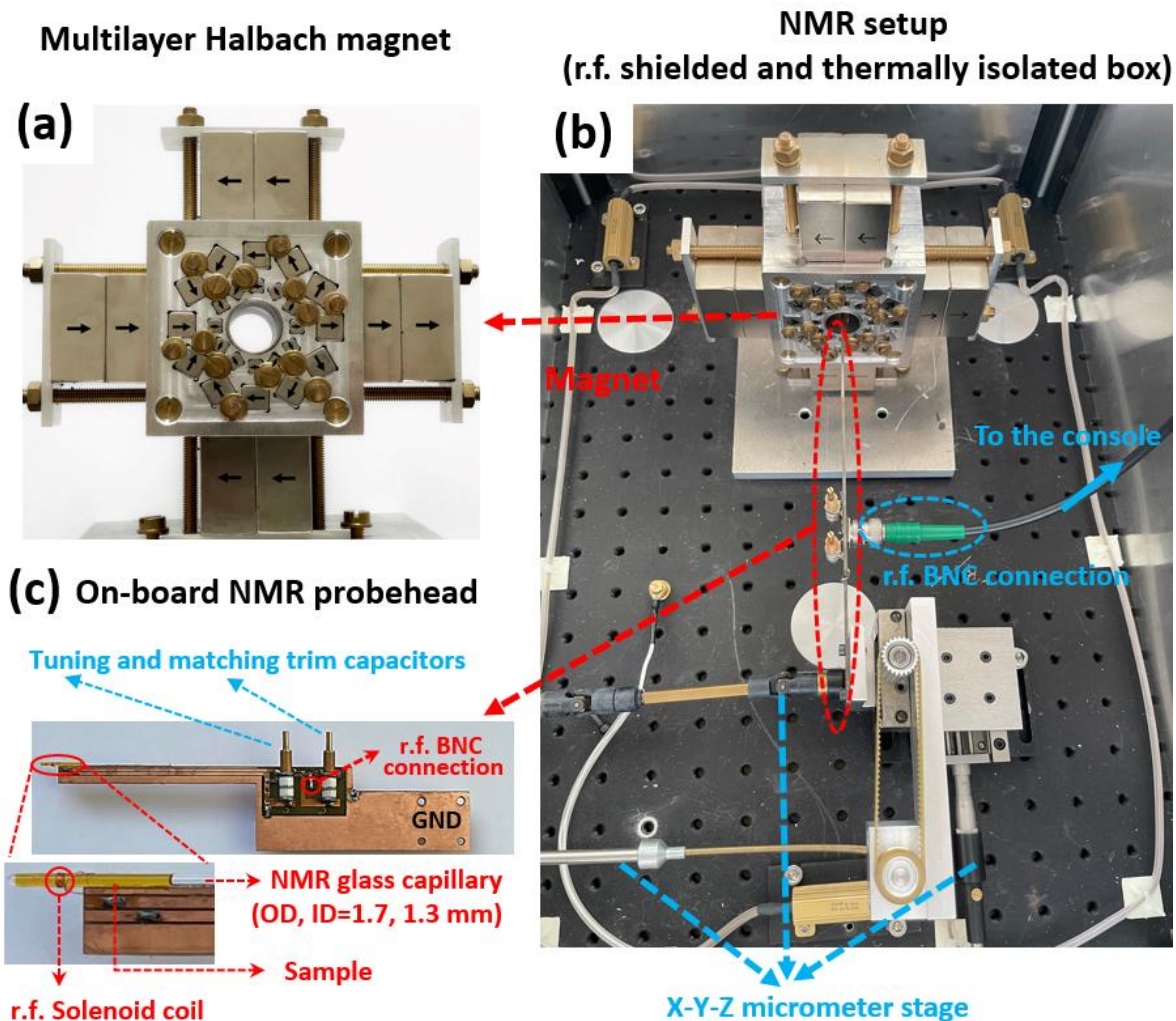 Multilayer Halbach magnet
NMR setup
(r.f. shielded and thermally isolated box)
(a)
(b)
Magnet
To the console
r.f. BNC connection
(c) On-board NMR probehead
Tuning and matching trim capacitors
r.f. BNC
connection
GND
NMR glass capillary
(OD, ID=1.7, 1.3 mm)
Sample
r.f. Solenoid coil
X-Y-Z micrometer stage